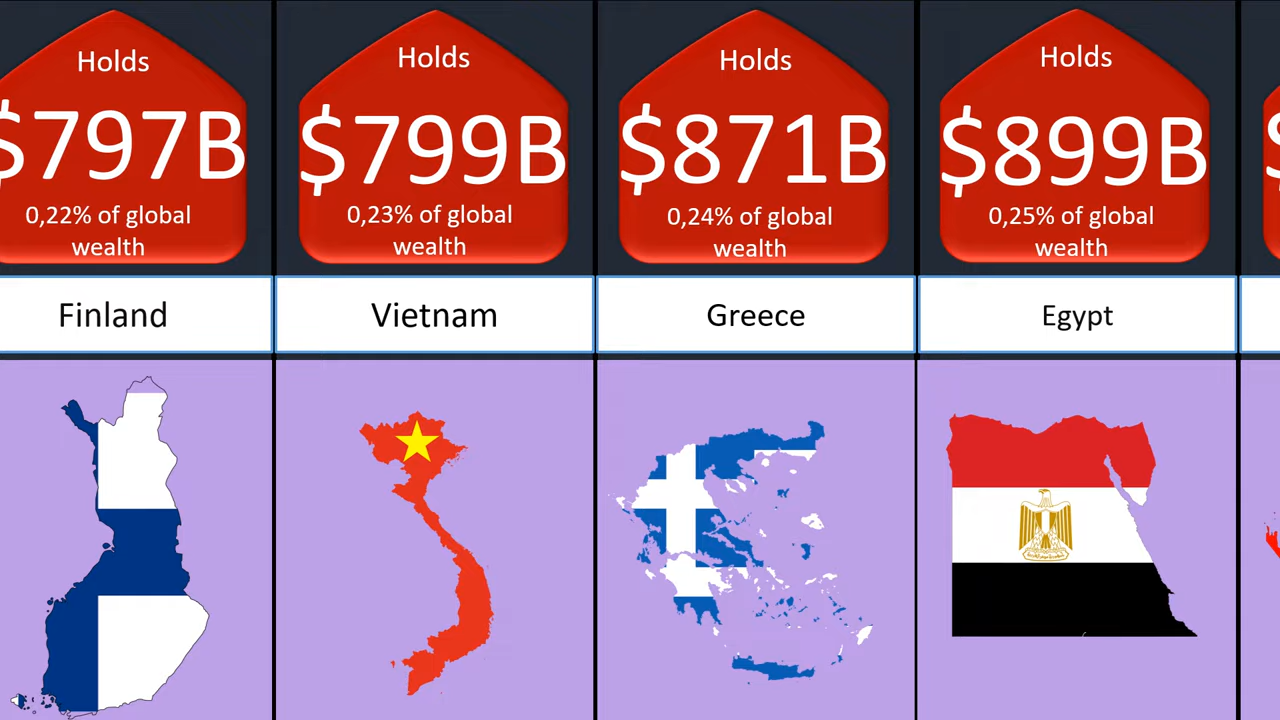 Holds
$797B
0,22% of global
wealth
Finland
Holds
$799B
0,23% of global
wealth
Vietnam
Holds
$871B
0,24% of global
wealth
Greece
Holds
$899B
0,25% of global
wealth
Egypt
$